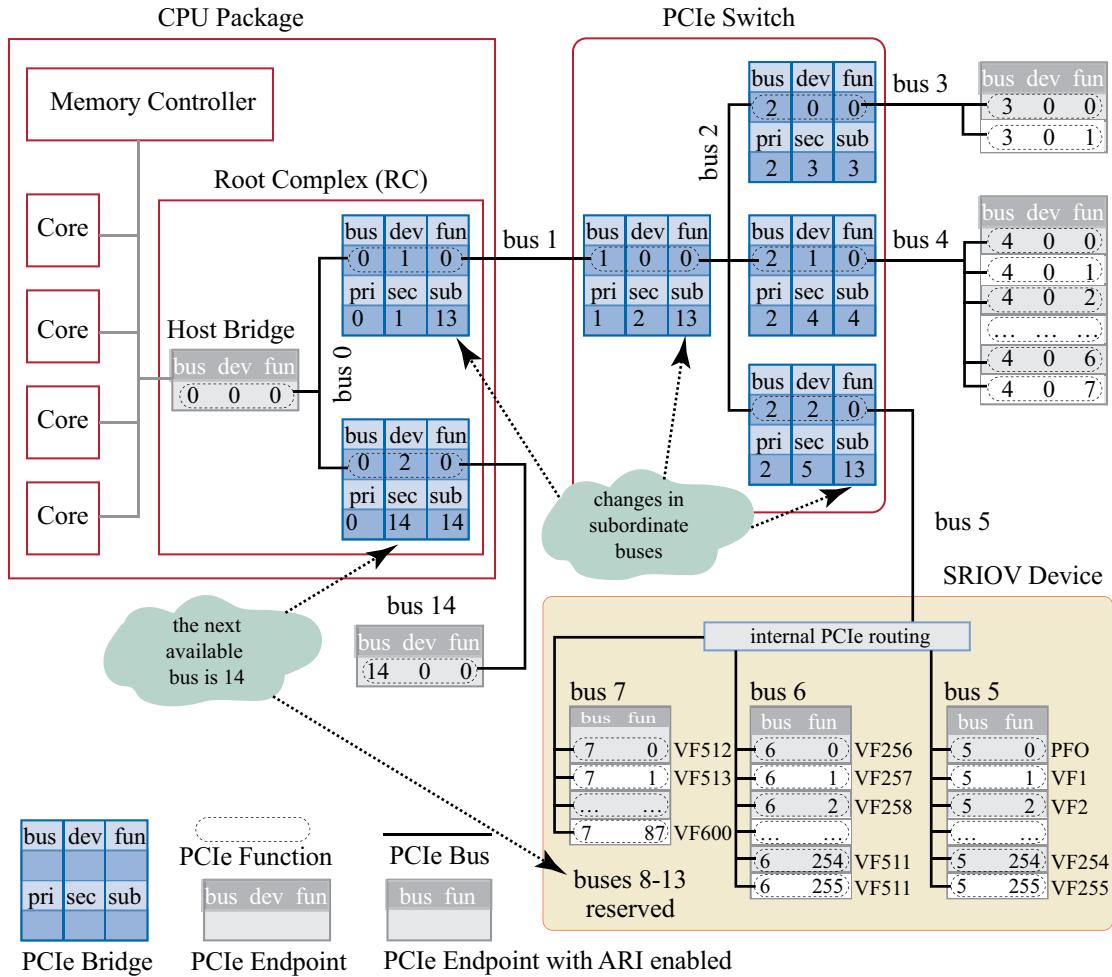 CPU Package
PCIe Switch
Memory Controller
Root Complex (RC)
Core
Core
Core
Core
Host Bridge
bus dev fun
0 0 0
bus 0
bus dev fun
0 1 0
pri sec sub
0 1 13
bus dev fun
0 2 0
pri sec sub
0 14 14
bus 1
bus dev fun
1 0 0
pri sec sub
1 2 13
bus 2
bus dev fun
2 0 0
pri sec sub
2 3 3
bus dev fun
2 1 0
pri sec sub
2 4 4
bus dev fun
2 2 0
pri sec sub
2 5 13
bus 3
bus dev fun
3 0 0
3 0 1
bus 4
bus dev fun
4 0 0
4 0 1
4 0 2
... ... ...
4 0 6
4 0 7
changes in
subordinate
buses
bus 5
SRIOV Device
the next
available
bus is 14
bus 14
bus dev fun
14 0 0
internal PCIe routing
bus 7
bus fun
7 0 VF512
7 1 VF513
... ...
7 87 VF600
bus 6
bus fun
6 0 VF256
6 1 VF257
6 2 VF258
... ...
6 254 VF511
6 255 VF511
bus 5
bus fun
5 0 PFO
5 1 VF1
5 2 VF2
... ...
5 254 VF254
5 255 VF255
buses 8-13
reserved
bus dev fun
pri sec sub
PCIe Bridge
PCIe Function
bus dev fun
PCIe Endpoint
PCIe Bus
bus fun
PCIe Endpoint with ARI enabled